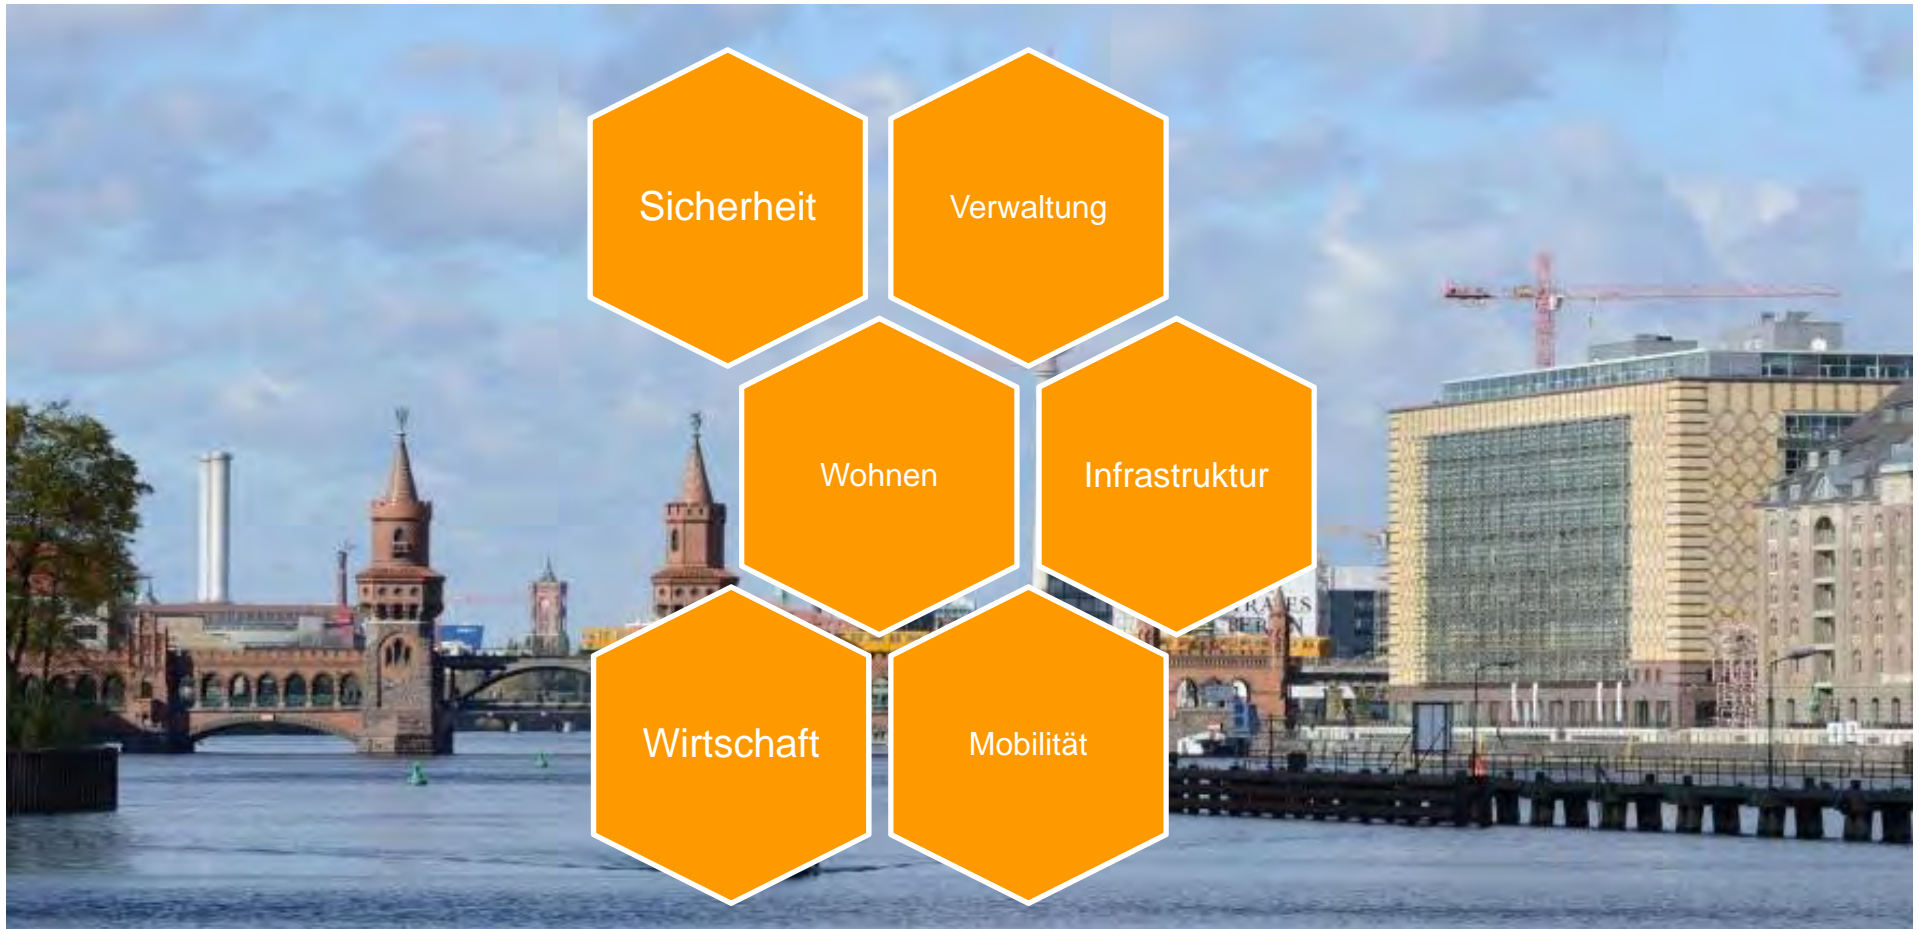 Sicherheit
Verwaltung
Wohnen
Infrastruktur
Wirtschaft
Mobilität